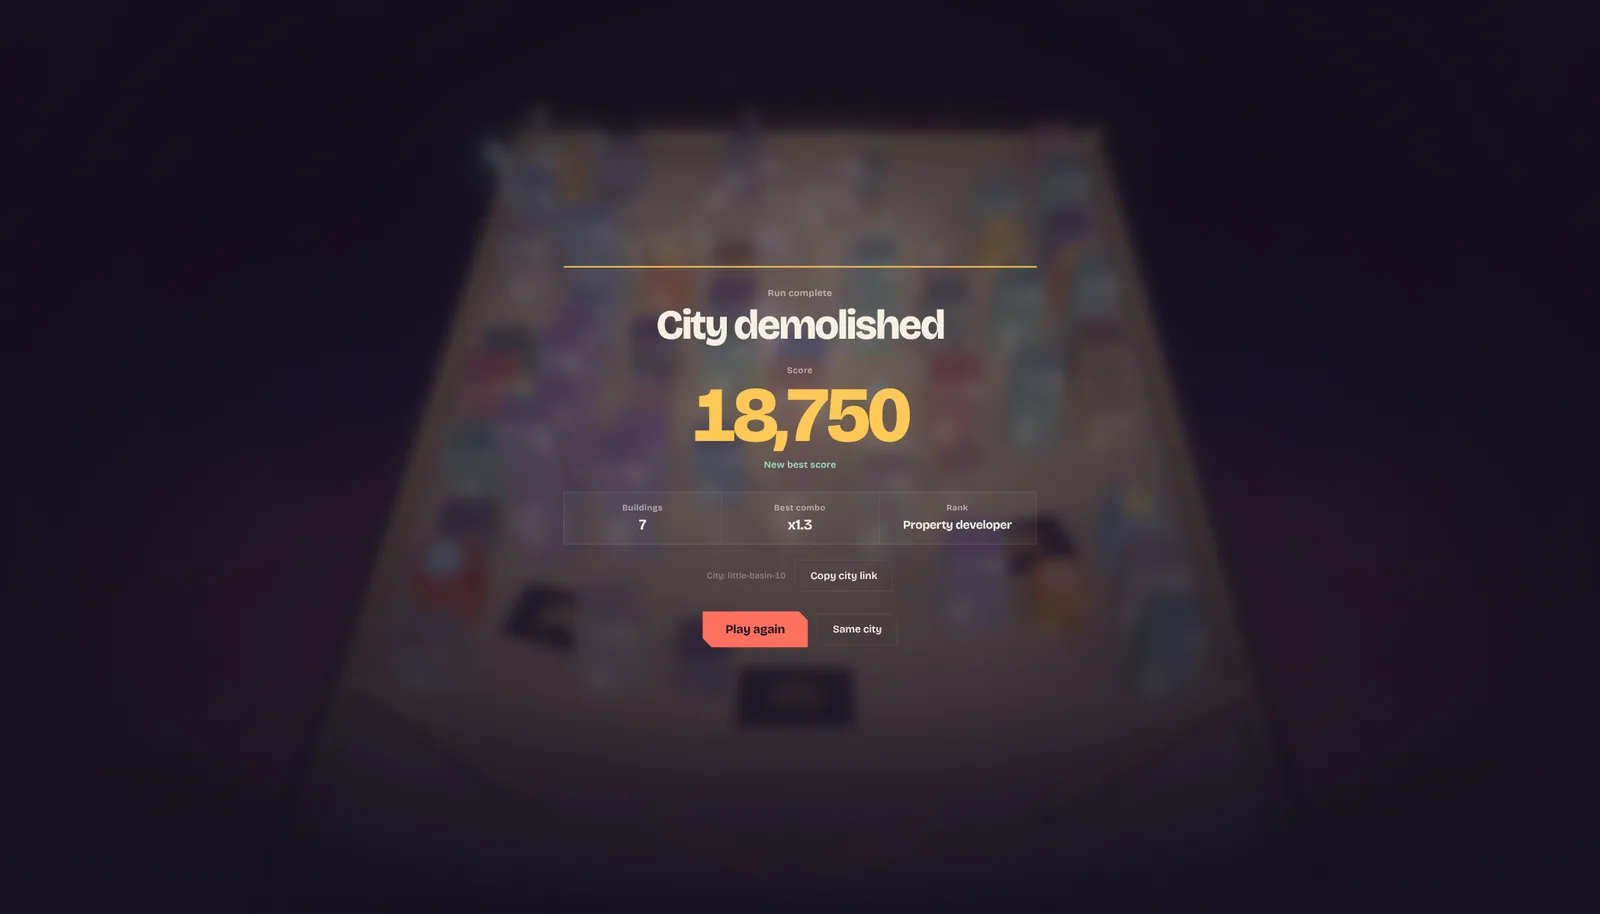 Run complete
City demolished
Score
18,750
New best score
Buildings
7
Best combo
x1.3
Rank
Property developer
City: little-basin-10
Copy city link
Play again
Same city